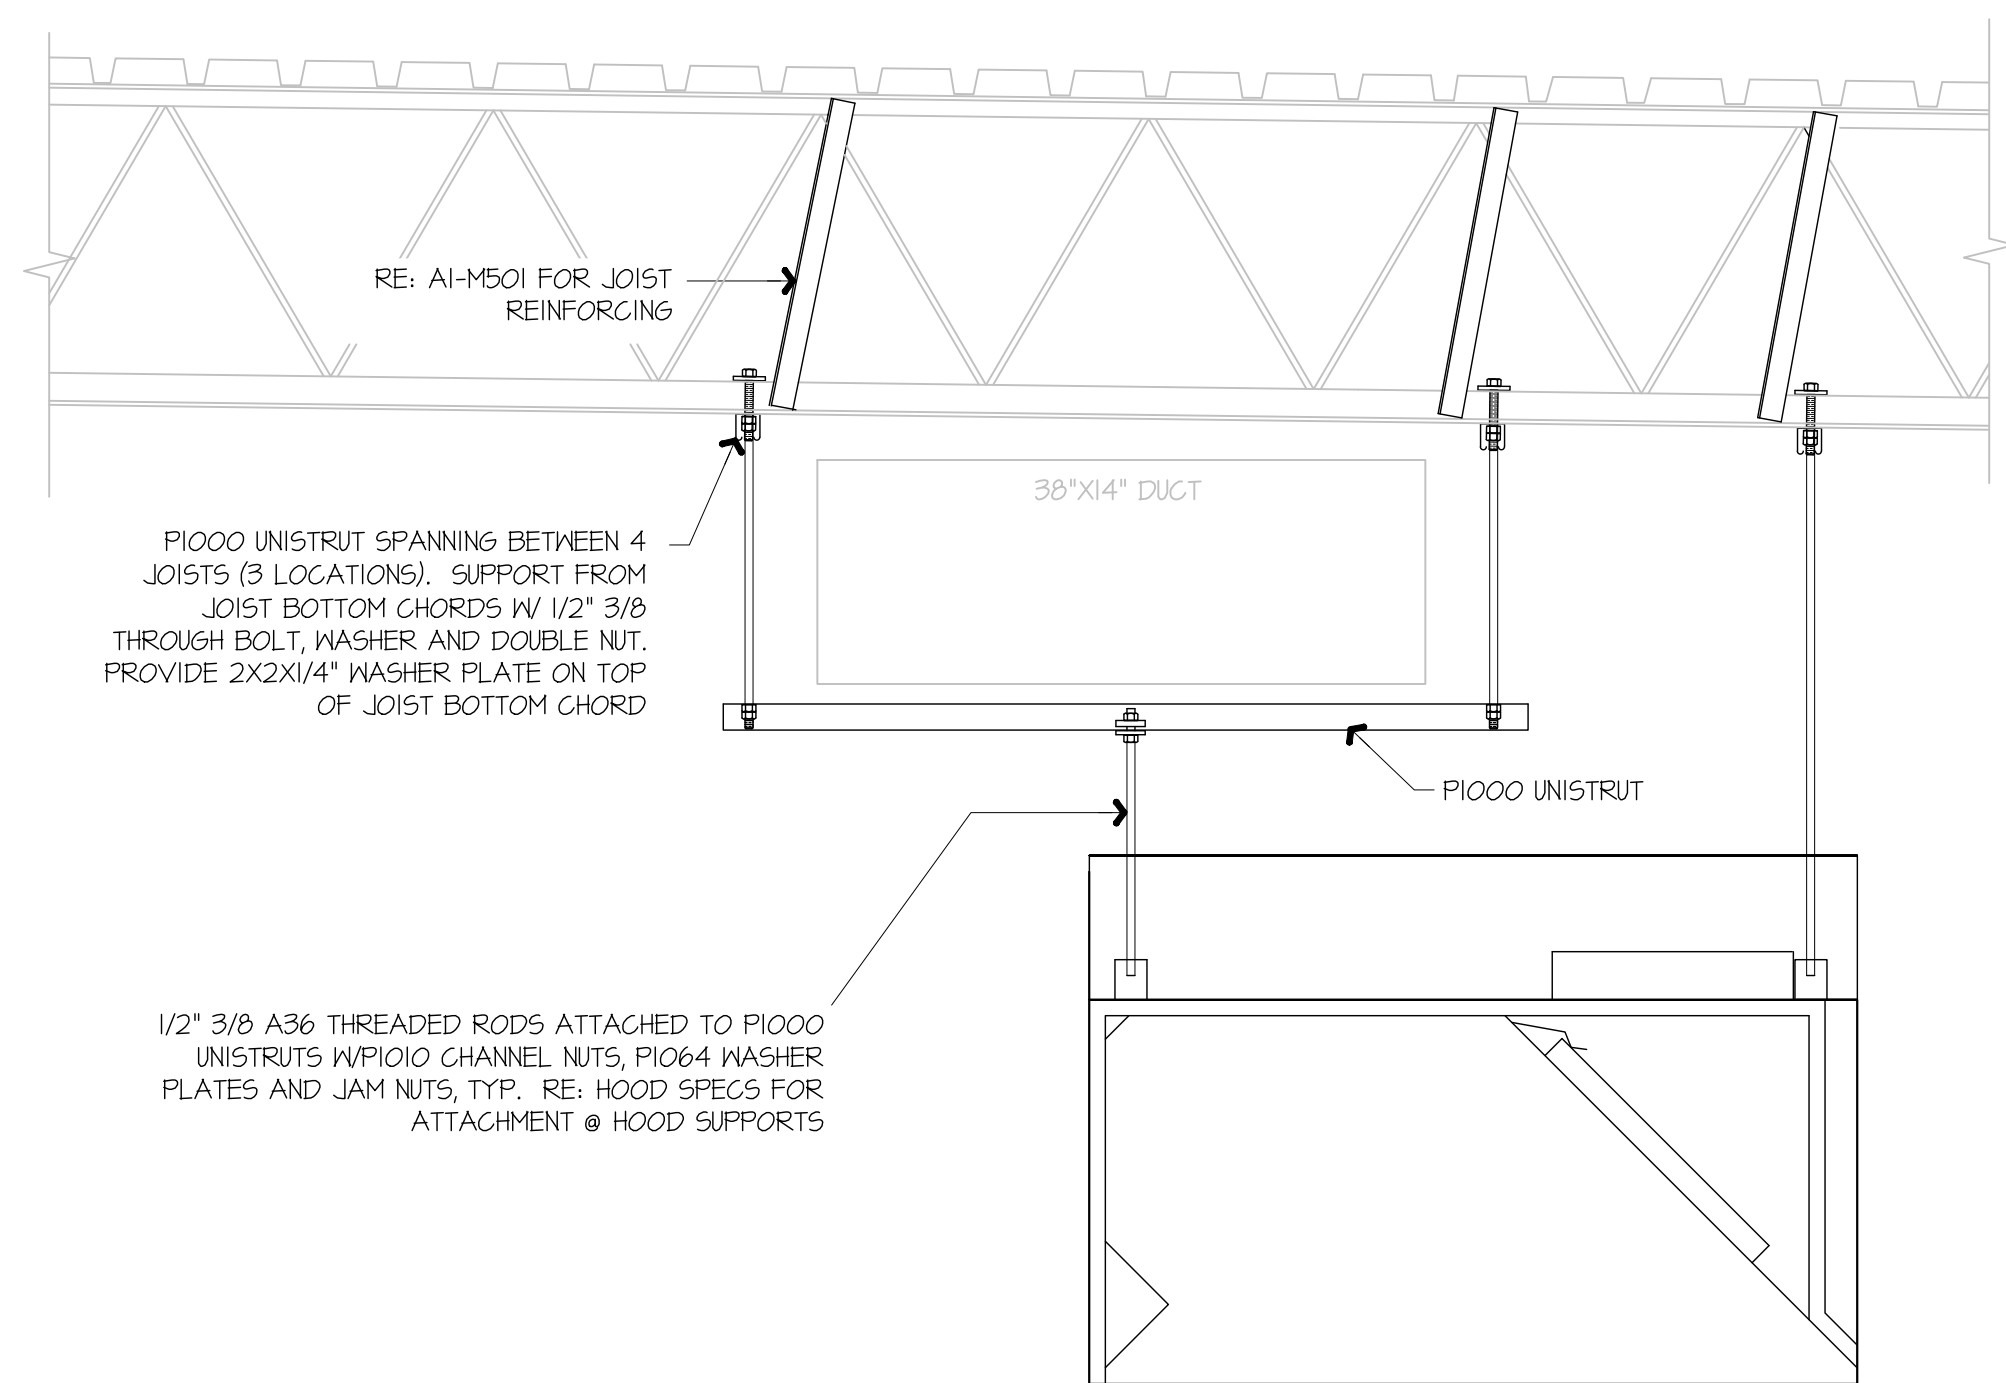 RE: A1-M501 FOR JOIST
REINFORCING
38"X14" DUCT
P1000 UNISTRUT SPANNING BETWEEN 4
JOISTS (3 LOCATIONS).  SUPPORT FROM
JOIST BOTTOM CHORDS W/ 1/2" 3/8
THROUGH BOLT, WASHER AND DOUBLE NUT.
PROVIDE 2X2X1/4" WASHER PLATE ON TOP
OF JOIST BOTTOM CHORD
P1000 UNISTRUT
1/2" 3/8 A36 THREADED RODS ATTACHED TO P1000
UNISTRUTS W/P1010 CHANNEL NUTS, P1064 WASHER
PLATES AND JAM NUTS, TYP.  RE: HOOD SPECS FOR
ATTACHMENT @ HOOD SUPPORTS